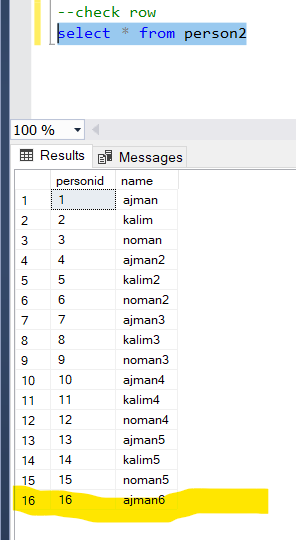 --check row
select * from person2
100 %
Results Messages
personid name
1 1 ajman
2 2 kalim
3 3 noman
4 4 ajman2
5 5 kalim2
6 6 noman2
7 7 ajman3
8 8 kalim3
9 9 noman3
10 10 ajman4
11 11 kalim4
12 12 noman4
13 13 ajman5
14 14 kalim5
15 15 noman5
16 16 ajman6